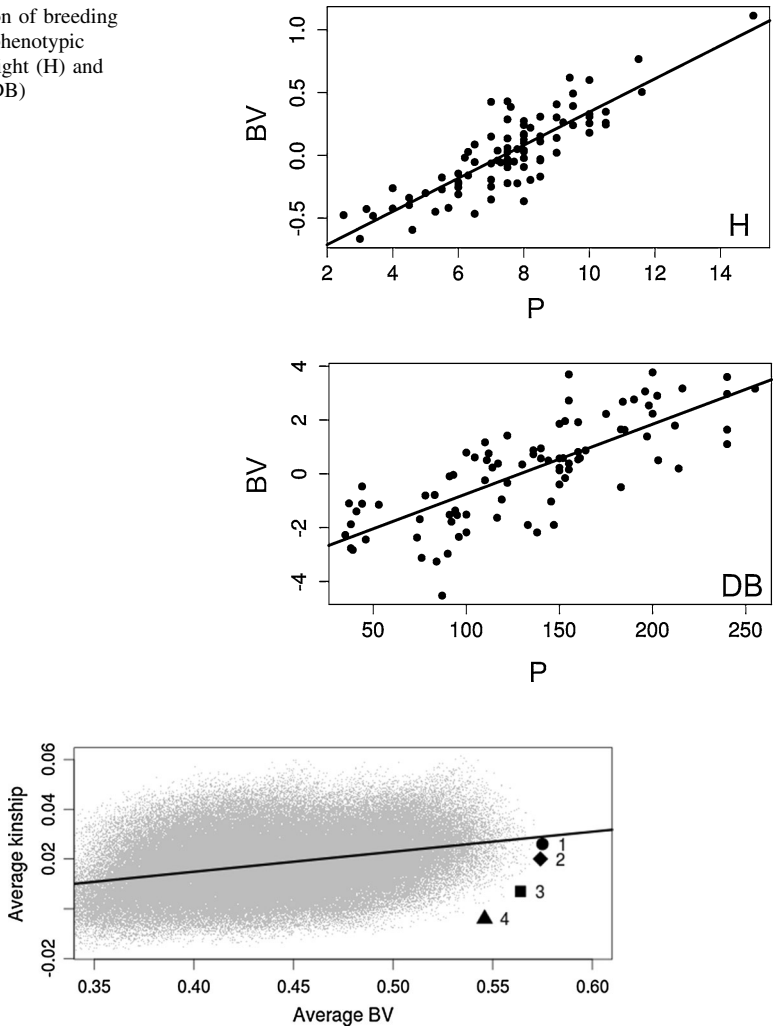 on of breeding
henotypic
ight (H) and
DB)
BV
1.0
0.5
0.0
-0.5
H
2 4 6 8 10 12 14
P
BV
4
2
0
-2
-4
DB
50 100 150 200 250
P
Average kinship
0.06
0.04
0.02
-0.02
1
2
3
4
0.35 0.40 0.45 0.50 0.55 0.60
Average BV